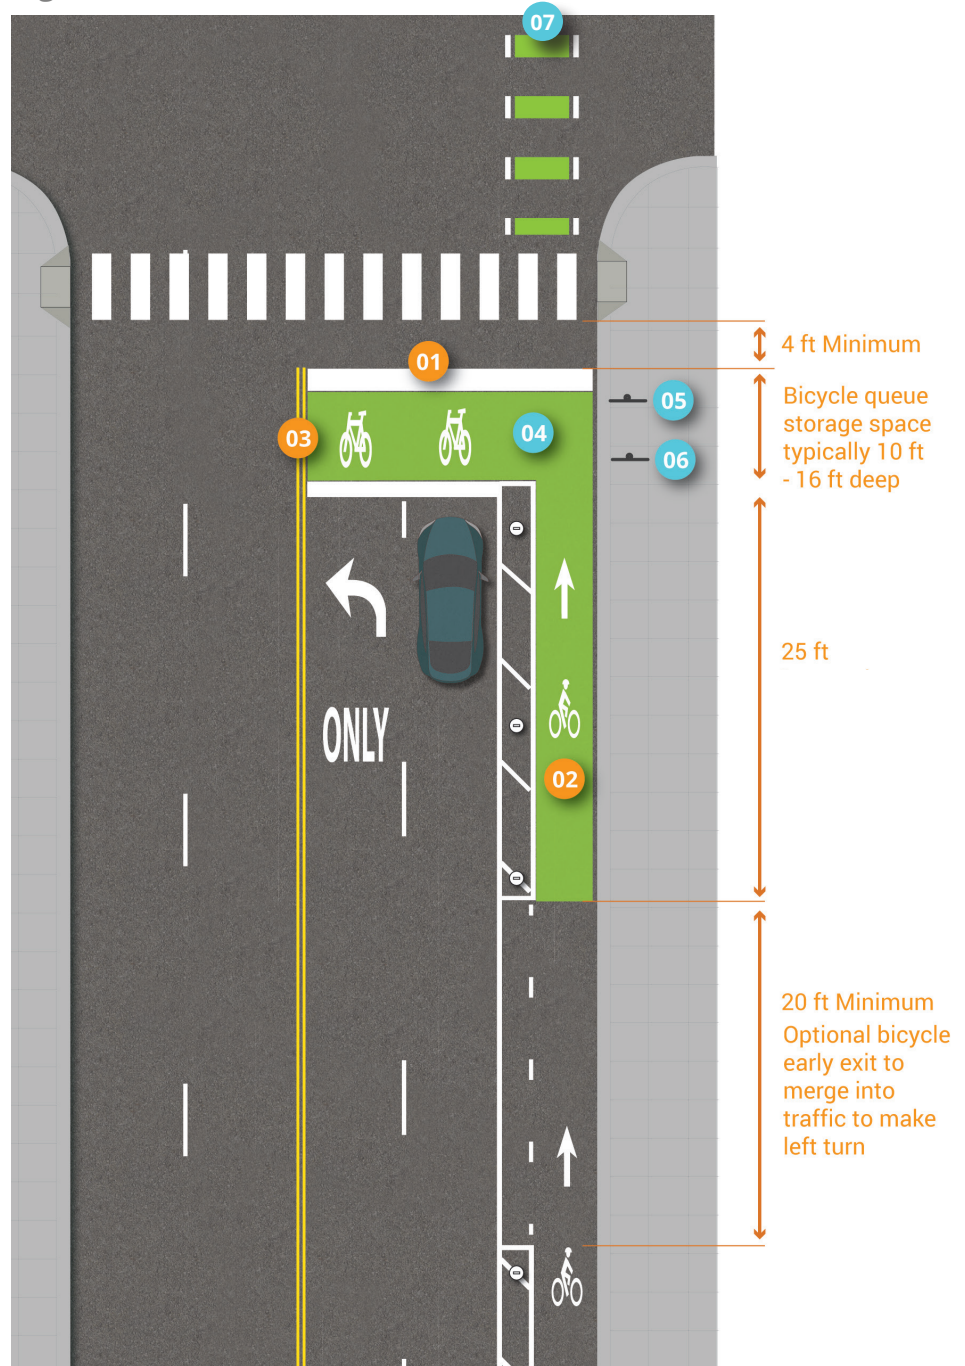 07
01
4 ft Minimum
03
04
05
06
Bicycle queue
storage space
typically 10 ft
- 16 ft deep
25 ft
ONLY
02
20 ft Minimum
Optional bicycle
early exit to
merge into
traffic to make
left turn